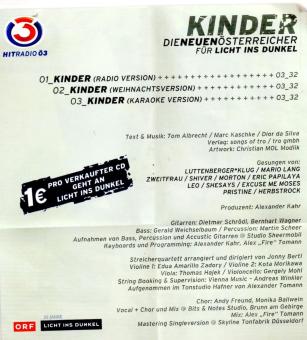 KINDER
DIENEUENÖSTERREICHER
FÜR LICHT INS DUNKEL
Ö3
HITRADIO Ö3
01_KINDER (RADIO VERSION) +++++++++++++++++ 03_32
02_KINDER (WEIHNATSVERSION) +++++++++++++ 03_32
03_KINDER (KARAOKE VERSION) +++++++++++++ 03_32
Text & Musik: Tom Albrecht / Marc Kaschke / Dior da Silva
Verlag: songs of tro / tro gmbh
Artwork: Christian MOL Modlik
Gesungen von:
LUTTENBERGER*KLUG / MARIO LANG
ZWEITFRAU / SHIVER / MORTON / ERIC PAPILAYA
LEO / SHESAYS / EXCUSE ME MOSES
PRISTINE / HERBSTROCK
1€
PRO VERKAUFTER CD
GEHT AN
LICHT INS DUNKEL
Produzent: Alexander Kahr
Gitarren: Dietmar Schrödl, Bernhart Wagner
Bass: Gerald Weichselbaum / Percussion: Martin Scheer
Aufnahmen von Bass, Percussion und Acustic Gitarren @ Studio Sheermobil
Keyboards und Programming: Alexander Kahr, Alex "Fire" Tomann
Streicherquartett arrangiert und dirigiert von Jonny Bertl
Violine 1: Edua Amarilla Zadory / Violine 2: Kota Morikawa
Viola: Thomas Hajek / Violoncello: Gergely Mohl
String Booking & Supervision: Vienna Music - Andreas Winkler
Aufgenommen im Tonstudio Hafner von Alexander Tomann
Chor: Andy Freund, Monika Ballwein
Vocal + Chor und Mix @ Bits & Notes Studio, Brunn am Gebirge
Mix: Alex "Fire" Tomann
Mastering Singleversion @ Skyline Tonfabrik Düsseldorf
ORF
LICHT INS DUNKEL